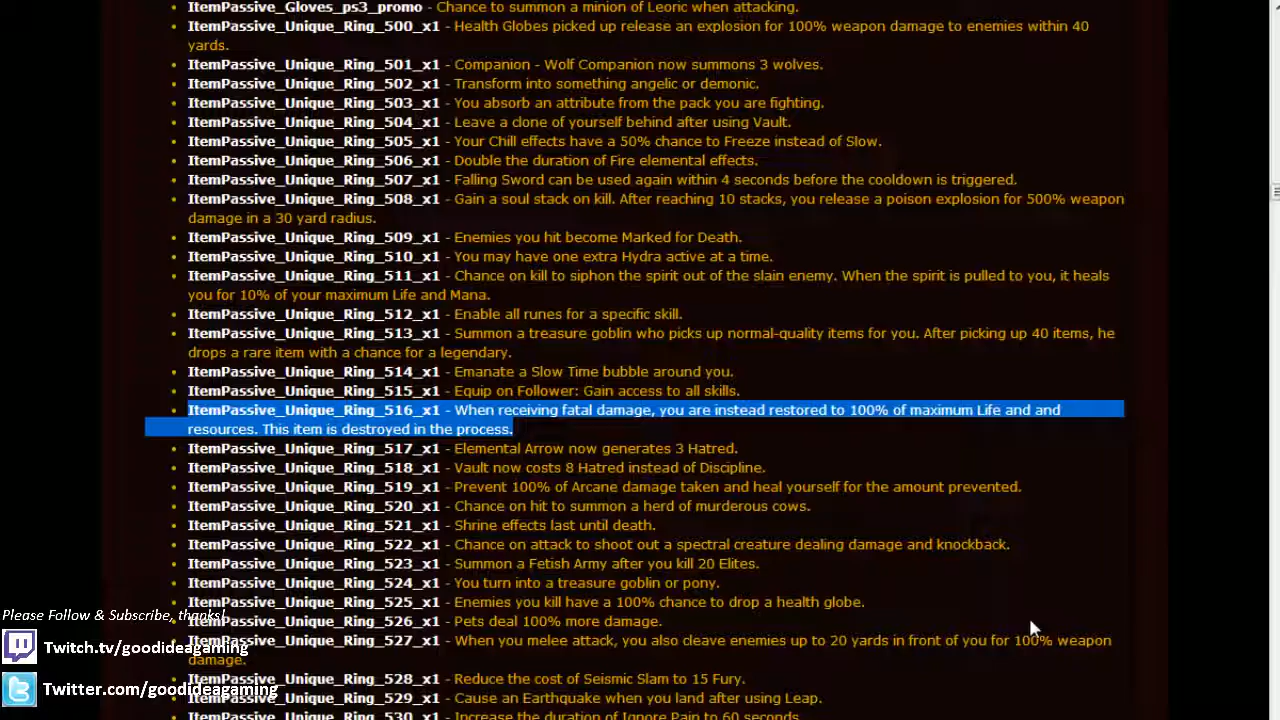 ItemPassive_Gloves_ps3_promo - Chance to summon a minion of Leoric when attacking.
ItemPassive_Unique_Ring_500_x1 - Health Globes picked up release an explosion for 100% weapon damage to enemies within 40
yards.
ItemPassive_Unique_Ring_501_x1 - Companion - Wolf Companion now summons 3 wolves.
ItemPassive_Unique_Ring_502_x1 - Transform into something angelic or demonic.
ItemPassive_Unique_Ring_503_x1 - You absorb an attribute from the pack you are fighting.
ItemPassive_Unique_Ring_504_x1 - Leave a clone of yourself behind after using Vault.
ItemPassive_Unique_Ring_505_x1 - Your Chill effects have a 50% chance to Freeze instead of Slow.
ItemPassive_Unique_Ring_506_x1 - Double the duration of Fire elemental effects.
ItemPassive_Unique_Ring_507_x1 - Falling Sword can be used again within 4 seconds before the cooldown is triggered.
ItemPassive_Unique_Ring_508_x1 - Gain a soul stack on kill. After reaching 10 stacks, you release a poison explosion for 500% weapon
damage in a 30 yard radius.
ItemPassive_Unique_Ring_509_x1 - Enemies you hit become Marked for Death.
ItemPassive_Unique_Ring_510_x1 - You may have one extra Hydra active at a time.
ItemPassive_Unique_Ring_511_x1 - Chance on kill to siphon the spirit out of the slain enemy. When the spirit is pulled to you, it heals
you for 10% of your maximum Life and Mana.
ItemPassive_Unique_Ring_512_x1 - Enable all runes for a specific skill.
ItemPassive_Unique_Ring_513_x1 - Summon a treasure goblin who picks up normal-quality items for you. After picking up 40 items, he
drops a rare item with a chance for a legendary.
ItemPassive_Unique_Ring_514_x1 - Emanate a Slow Time bubble around you.
ItemPassive_Unique_Ring_515_x1 - Equip on Follower: Gain access to all skills.
ItemPassive_Unique_Ring_516_x1 - When receiving fatal damage, you are instead restored to 100% of maximum Life and and
resources. This item is destroyed in the process.
ItemPassive_Unique_Ring_517_x1 - Elemental Arrow now generates 3 Hatred.
ItemPassive_Unique_Ring_518_x1 - Vault now costs 8 Hatred instead of Discipline.
ItemPassive_Unique_Ring_519_x1 - Prevent 100% of Arcane damage taken and heal yourself for the amount prevented.
ItemPassive_Unique_Ring_520_x1 - Chance on hit to summon a herd of murderous cows.
ItemPassive_Unique_Ring_521_x1 - Shrine effects last until death.
ItemPassive_Unique_Ring_522_x1 - Chance on attack to shoot out a spectral creature dealing damage and knockback.
ItemPassive_Unique_Ring_523_x1 - Summon a Fetish Army after you kill 20 Elites.
ItemPassive_Unique_Ring_524_x1 - You turn into a treasure goblin or pony.
ItemPassive_Unique_Ring_525_x1 - Enemies you kill have a 100% chance to drop a health globe.
Please Follow & Subscribe, thanks!
ItemPassive_Unique_Ring_526_x1 - Pets deal 100% more damage.
ItemPassive_Unique_Ring_527_x1 - When you melee attack, you also cleave enemies up to 20 yards in front of you for 100% weapon
Twitch.tv/goodideagaming
damage.
ItemPassive_Unique_Ring_528_x1 - Reduce the cost of Seismic Slam to 15 Fury.
Twitter.com/goodideagaming
ItemPassive_Unique_Ring_529_x1 - Cause an Earthquake when you land after using Leap.
ItemPassive_Unique_Ring_530_x1 - Increase the duration of Ignore Pain to 60 seconds.